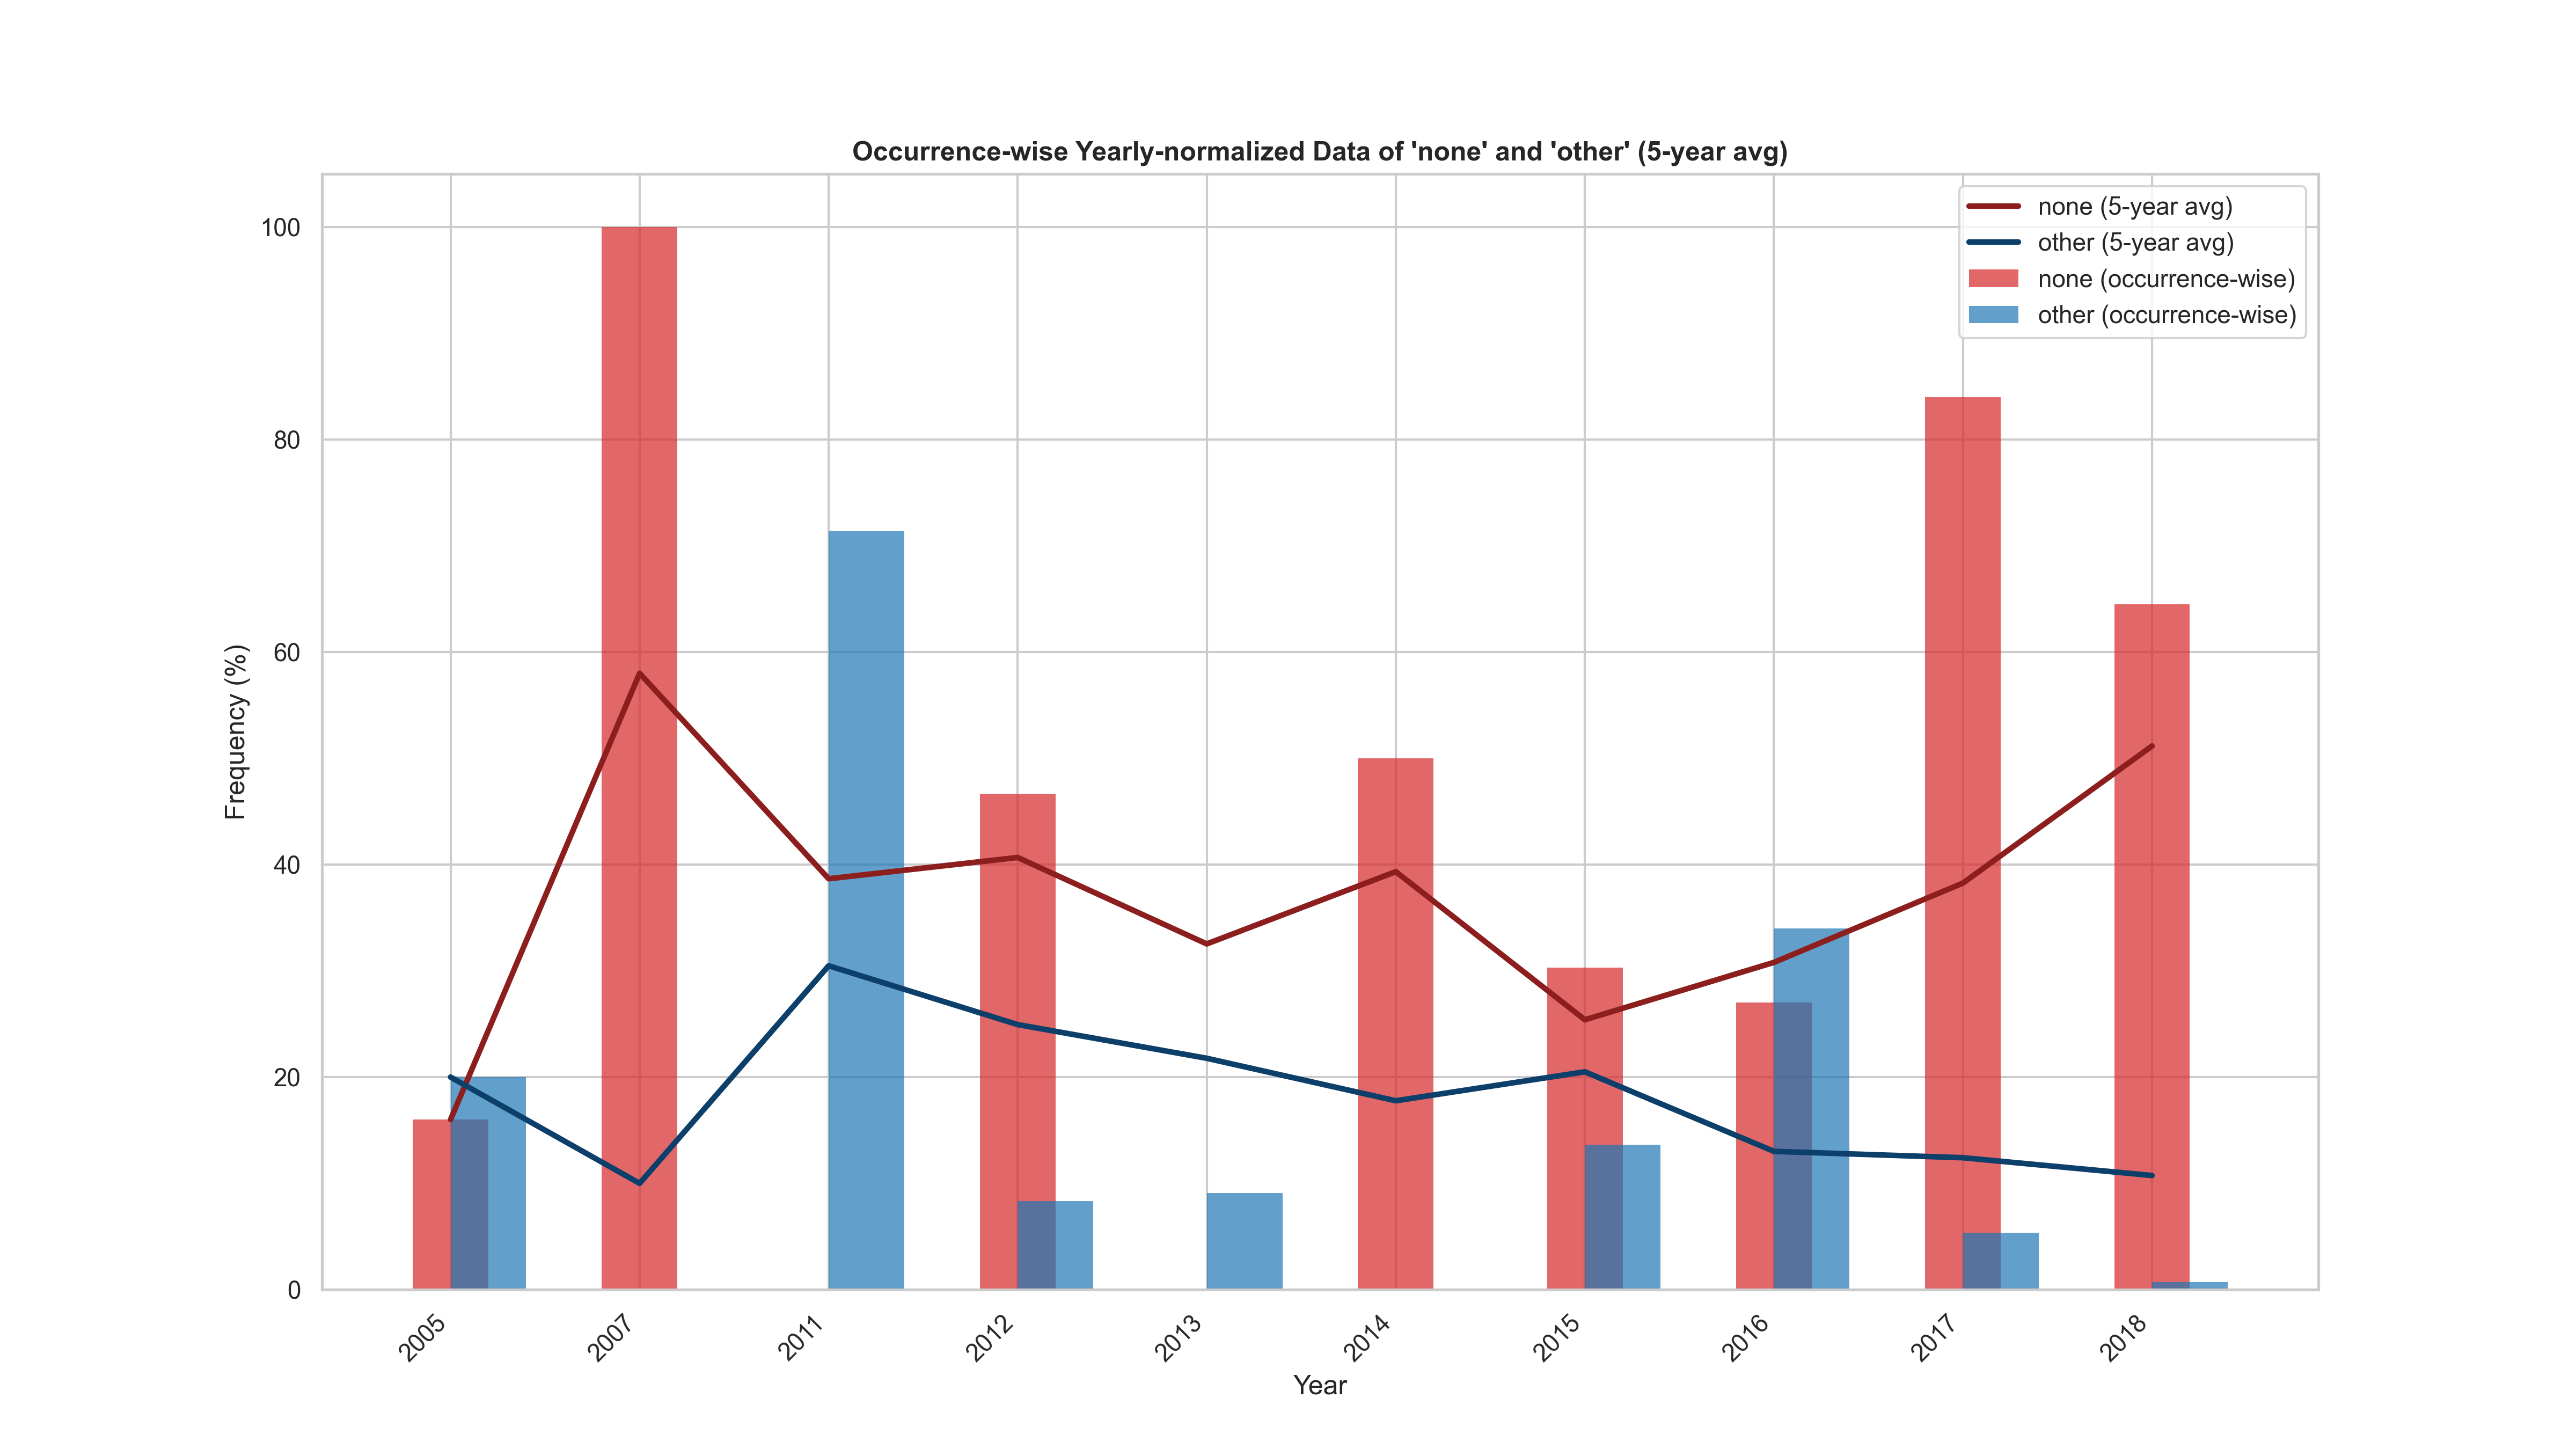 Occurrence-wise Yearly-normalized Data of 'none' and 'other' (5-year avg)
none (5-year avg)
other (5-year avg)
none (occurrence-wise)
other (occurrence-wise)
Frequency (%)
100
80
60
40
20
0
2005
2007
2011
2012
2013
2014
2015
2016
2017
2018
Year